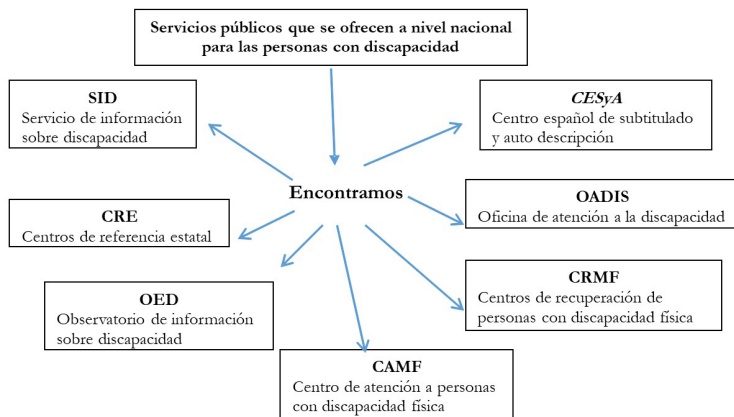 Servicios públicos que se ofrecen a nivel nacional
para las personas con discapacidad
SID
Servicio de información
sobre discapacidad
CESyA
Centro español de subtitulado
y auto descripción
Encontramos
OADIS
Oficina de atención a la discapacidad
CRE
Centros de referencia estatal
CRMF
Centros de recuperación de
personas con discapacidad física
OED
Observatorio de información
sobre discapacidad
CAMF
Centro de atención a personas
con discapacidad física